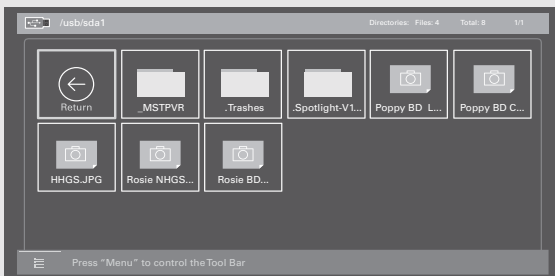 /usb/sda1 Directories: Files: 4 Total: 8 1/1
Return _MSTPVR .Trashes .Spotlight-V1... Poppy BD L... Poppy BD C...
HHGS.JPG Rosie NHGS... Rosie BD...
Press “Menu” to control the Tool Bar